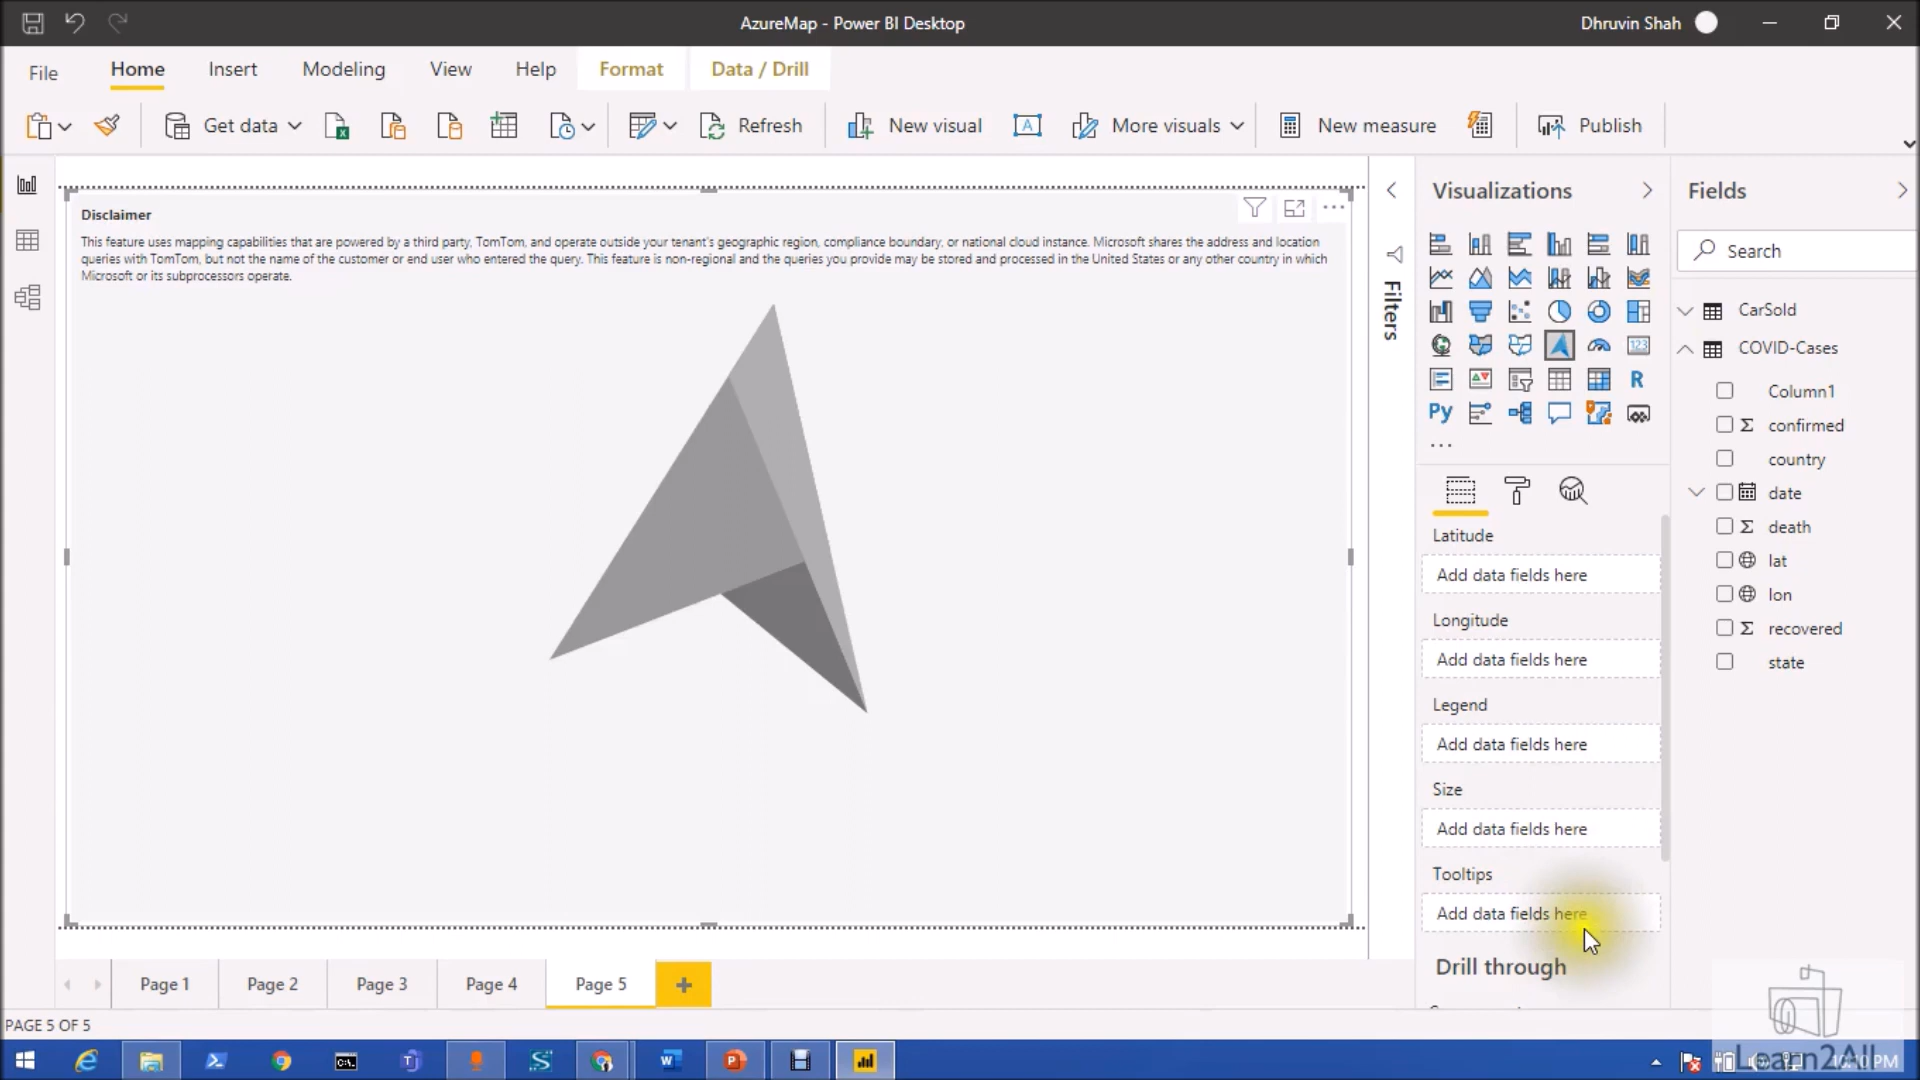 AzureMap - Power BI Desktop
Dhruvin Shah
File
Home
Insert
Modeling
View
Help
Format
Data / Drill
Get data
Refresh
New visual
More visuals
New measure
Publish
Disclaimer
This feature uses mapping capabilities that are powered by a third party, TomTom, and operate outside your tenant's geographic region, compliance boundary, or national cloud instance. Microsoft shares the address and location
queries with TomTom, but not the name of the customer or end user who entered the query. This feature is non-regional and the queries you provide may be stored and processed in the United States or any other country in which
Microsoft or its subprocessors operate.
Filters
Visualizations
123
R
Py
Latitude
Add data fields here
Longitude
Add data fields here
Legend
Add data fields here
Size
Add data fields here
Tooltips
Add data fields here
Drill through
Fields
Search
CarSold
COVID-Cases
Column1
confirmed
country
date
death
lat
lon
recovered
state
Page 1
Page 2
Page 3
Page 4
Page 5
PAGE 5 OF 5
Learn2All
10:10 PM